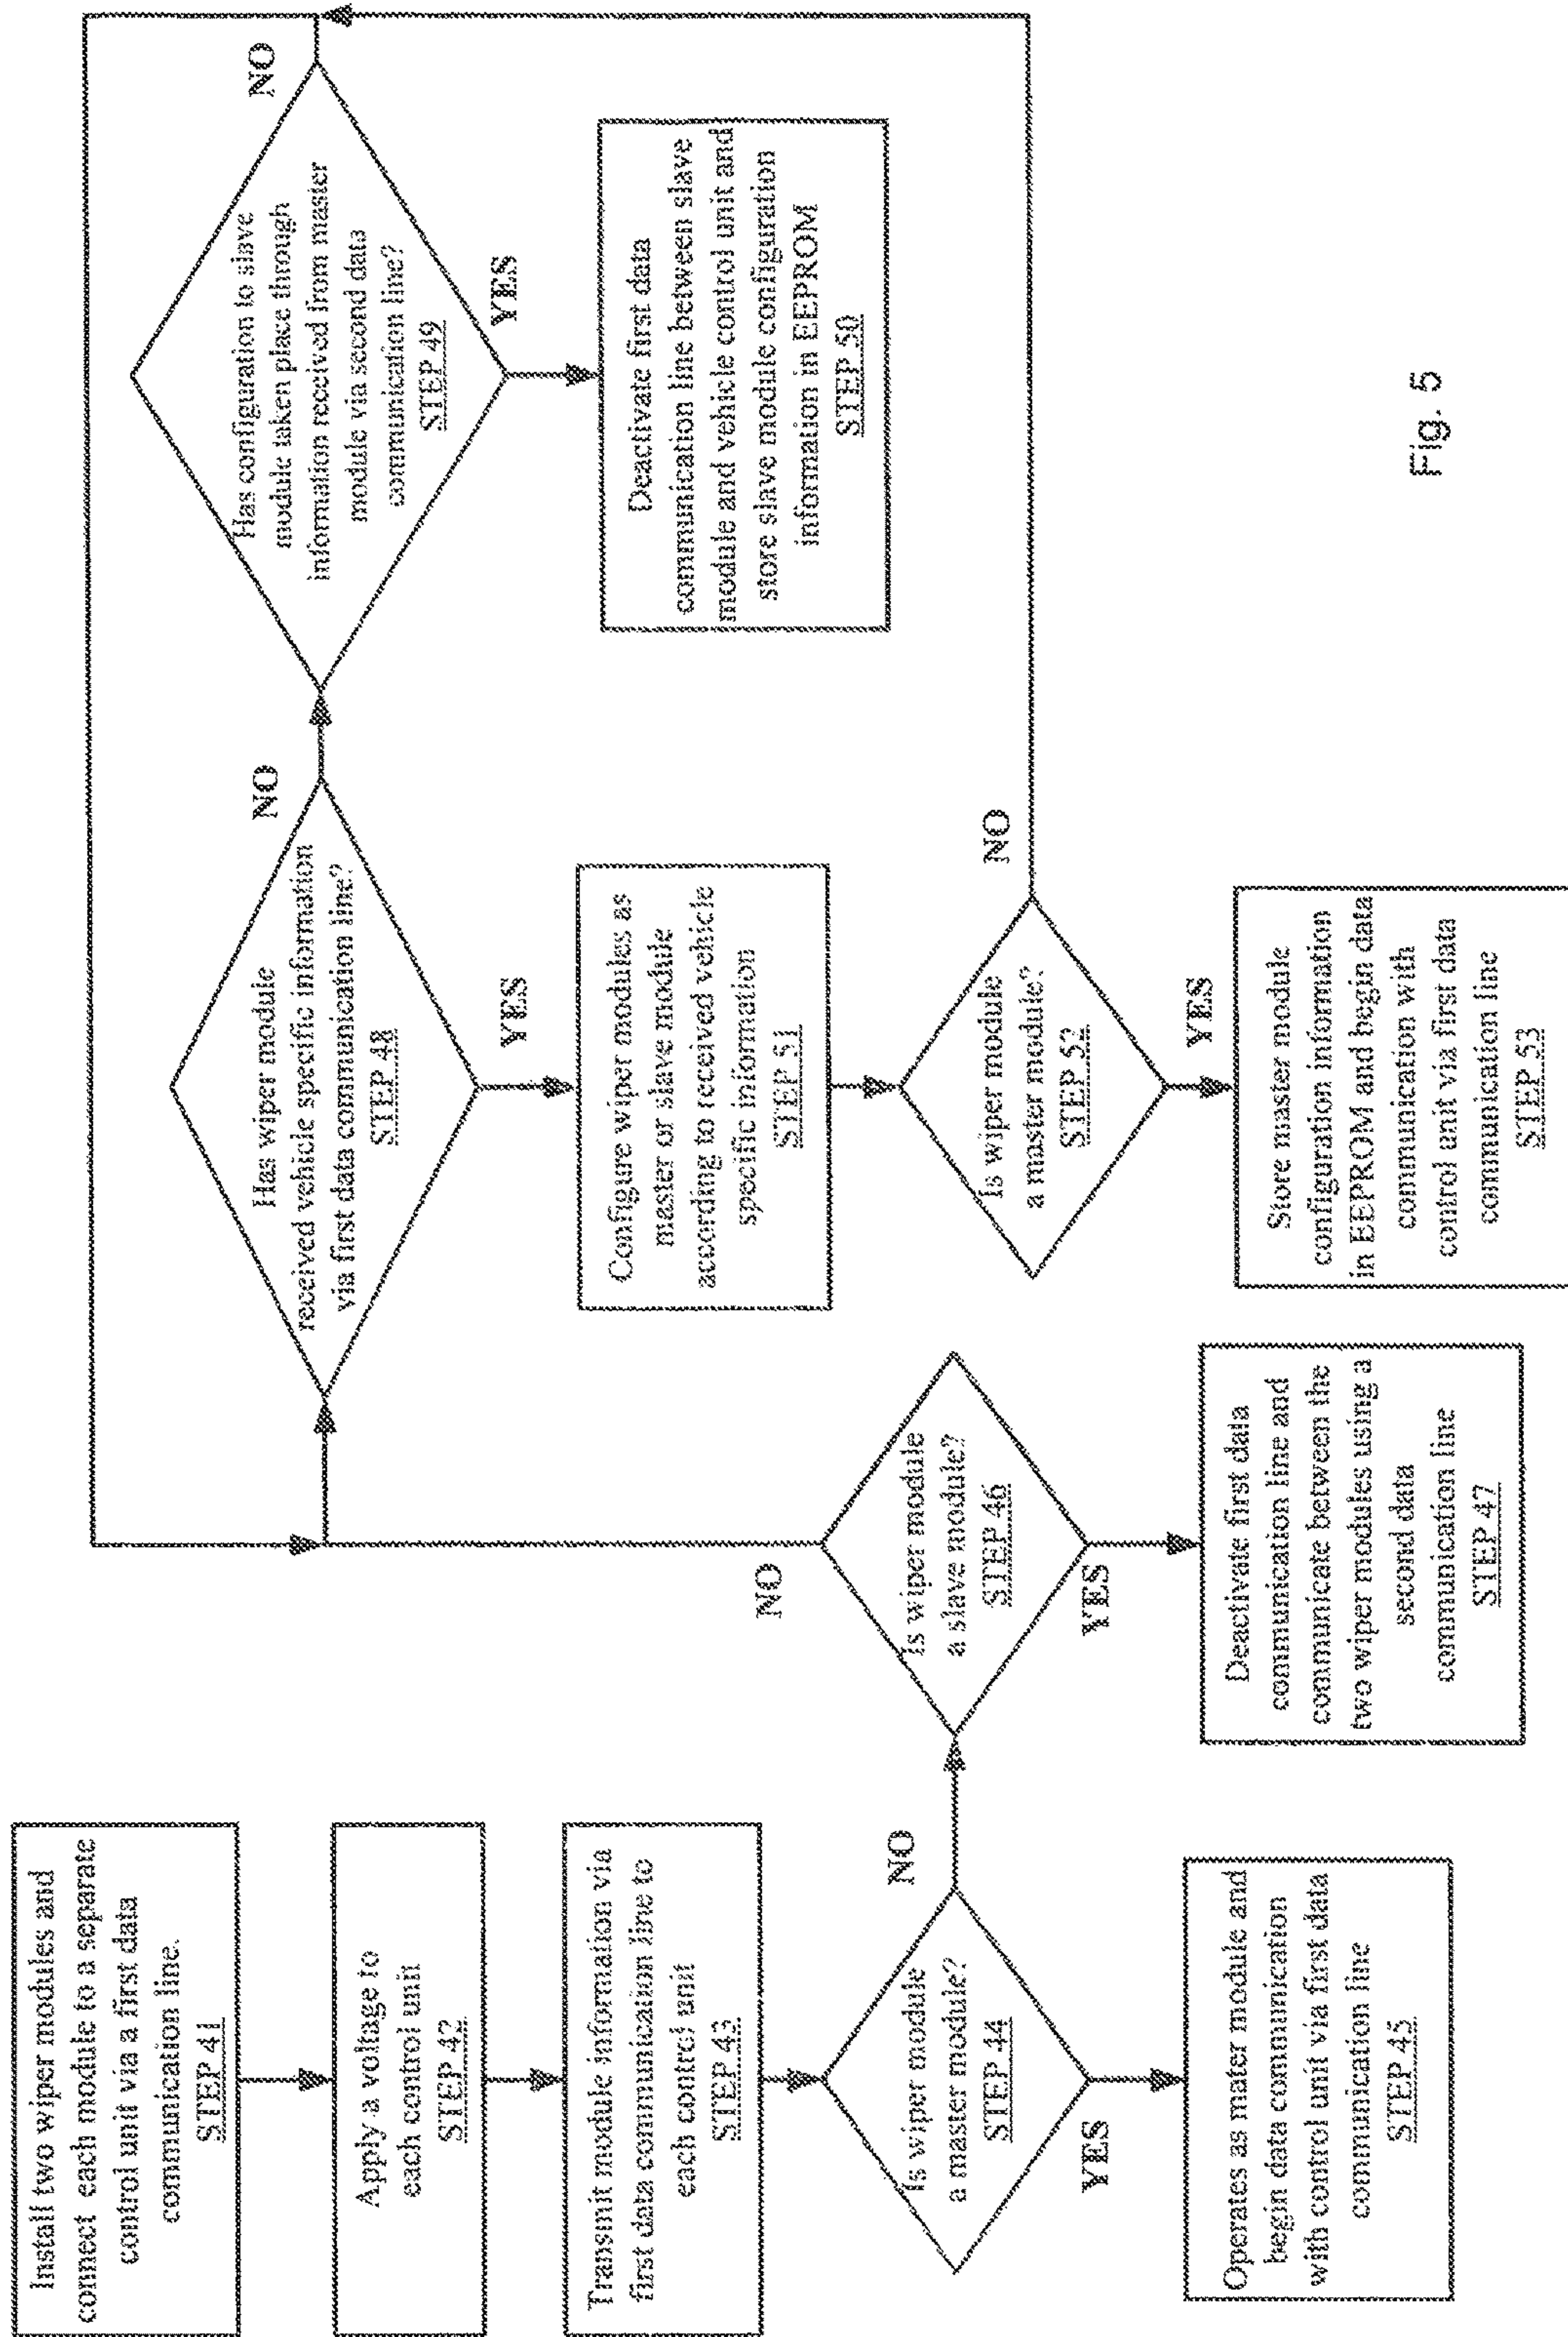 Install two wiper modules and
connect each module to a separate
control unit via a first data
communication line.
STEP 41
Apply a voltage to
each control unit
STEP 42
Transmit module information via
first data communication line to
each control unit
STEP 43
Is wiper module
a master module?
STEP 44
NO
YES
Operates as mater module and
begin data communication
with control unit via first data
communication line
STEP 45
Is wiper module
a slave module?
STEP 46
NO
YES
Deactivate first data
communication line and
communicate between the
two wiper modules using a
second data
communication line
STEP 47
Has wiper module
received vehicle specific information
via first data communication line?
STEP 48
NO
YES
Has configuration to slave
module taken place through
information received from master
module via second data
communication line?
STEP 49
NO
YES
Deactivate first data
communication line between slave
module and vehicle control unit and
store slave module configuration
information in EEPROM
STEP 50
Configure wiper modules as
master or slave module
according to received vehicle
specific information
STEP 51
Is wiper module
a master module?
STEP 52
NO
YES
Store master module
configuration information
in EEPROM and begin data
communication with
control unit via first data
communication line
STEP 53
Fig. 5